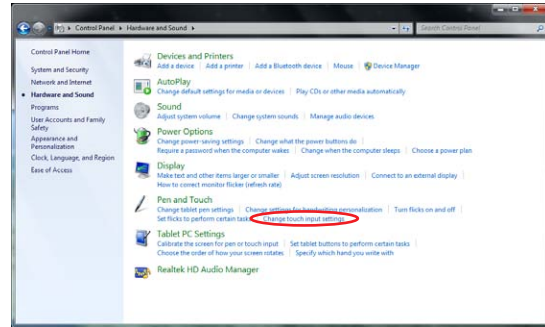 Control Panel ▸ Hardware and Sound ▸
Search Control Panel
Control Panel Home
System and Security
Network and Internet
Hardware and Sound
Programs
User Accounts and Family
Safety
Appearance and
Personalization
Clock, Language, and Region
Ease of Access
Devices and Printers
Add a device | Add a printer | Add a Bluetooth device | Mouse | Device Manager
AutoPlay
Change default settings for media or devices | Play CDs or other media automatically
Sound
Adjust system volume | Change system sounds | Manage audio devices
Power Options
Change power-saving settings | Change what the power buttons do
Require a password when the computer wakes | Change when the computer sleeps | Choose a power plan
Display
Make text and other items larger or smaller | Adjust screen resolution | Connect to an external display
How to correct monitor flicker (refresh rate)
Pen and Touch
Change tablet pen settings | Change settings for handwriting personalization | Turn flicks on and off
Set flicks to perform certain tasks | Change touch input settings
Tablet PC Settings
Calibrate the screen for pen or touch input | Set tablet buttons to perform certain tasks
Choose the order of how your screen rotates | Specify which hand you write with
Realtek HD Audio Manager